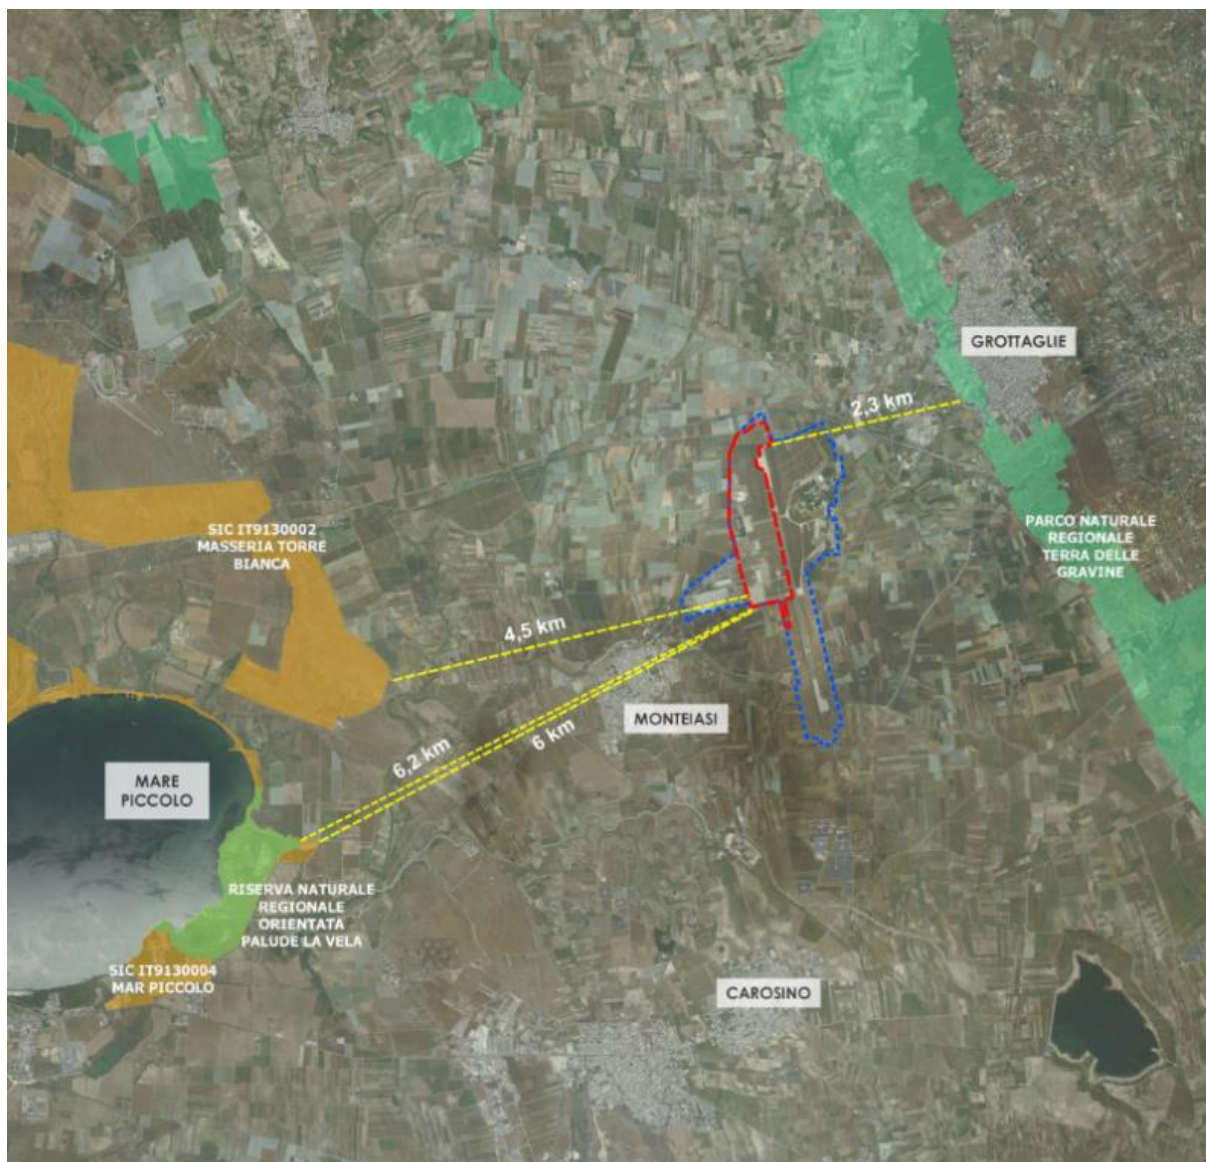 GROTTAGLIE
2,3 km
PARCO NATURALE
REGIONALE
TERRA DELLE
GRAVINE
SIC IT9130002
MASSERIA TORRE
BIANCA
4,5 km
MONTEIASI
6 km
6,2 km
MARE
PICCOLO
RISERVA NATURALE
REGIONALE
ORIENTATA
PALUDE LA VELA
SIC IT9130004
MAR PICCOLO
CAROSINO